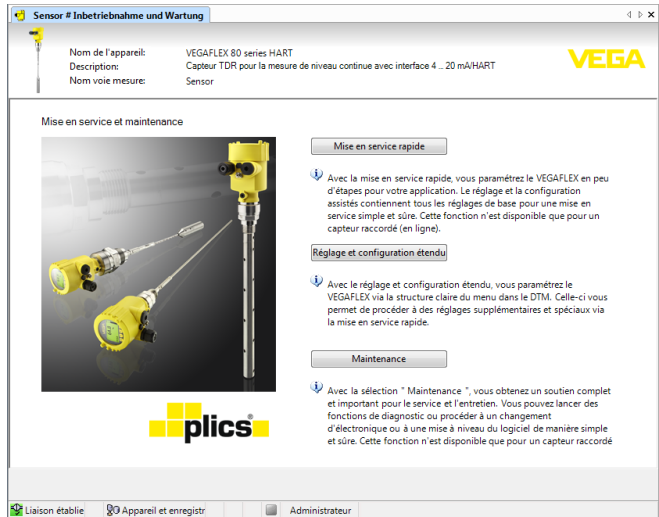 Sensor # Inbetriebnahme und Wartung
Nom de l'appareil: VEGAFLEX 80 series HART
Description: Capteur TDR pour la mesure de niveau continue avec interface 4 .. 20 mA/HART
Nom voie mesure: Sensor
VEGA
Mise en service et maintenance
Mise en service rapide
Avec la mise en service rapide, vous paramétrez le VEGAFLEX en peu
d'étapes pour votre application. Le réglage et la configuration
assistés contiennent tous les réglages de base pour une mise en
service simple et sûre. Cette fonction n'est disponible que pour un
capteur raccordé (en ligne).
Réglage et configuration étendu
Avec le réglage et configuration étendu, vous paramétrez le
VEGAFLEX via la structure claire du menu dans le DTM. Celle-ci vous
permet de procéder à des réglages supplémentaires et spéciaux via
la mise en service rapide.
Maintenance
Avec la sélection " Maintenance ", vous obtenez un soutien complet
et important pour le service et l'entretien. Vous pouvez lancer des
fonctions de diagnostic ou procéder à un changement
d'électronique ou à une mise à niveau du logiciel de manière simple
et sûre. Cette fonction n'est disponible que pour un capteur raccordé
plics®
Liaison établie Appareil et enregistr Administrateur